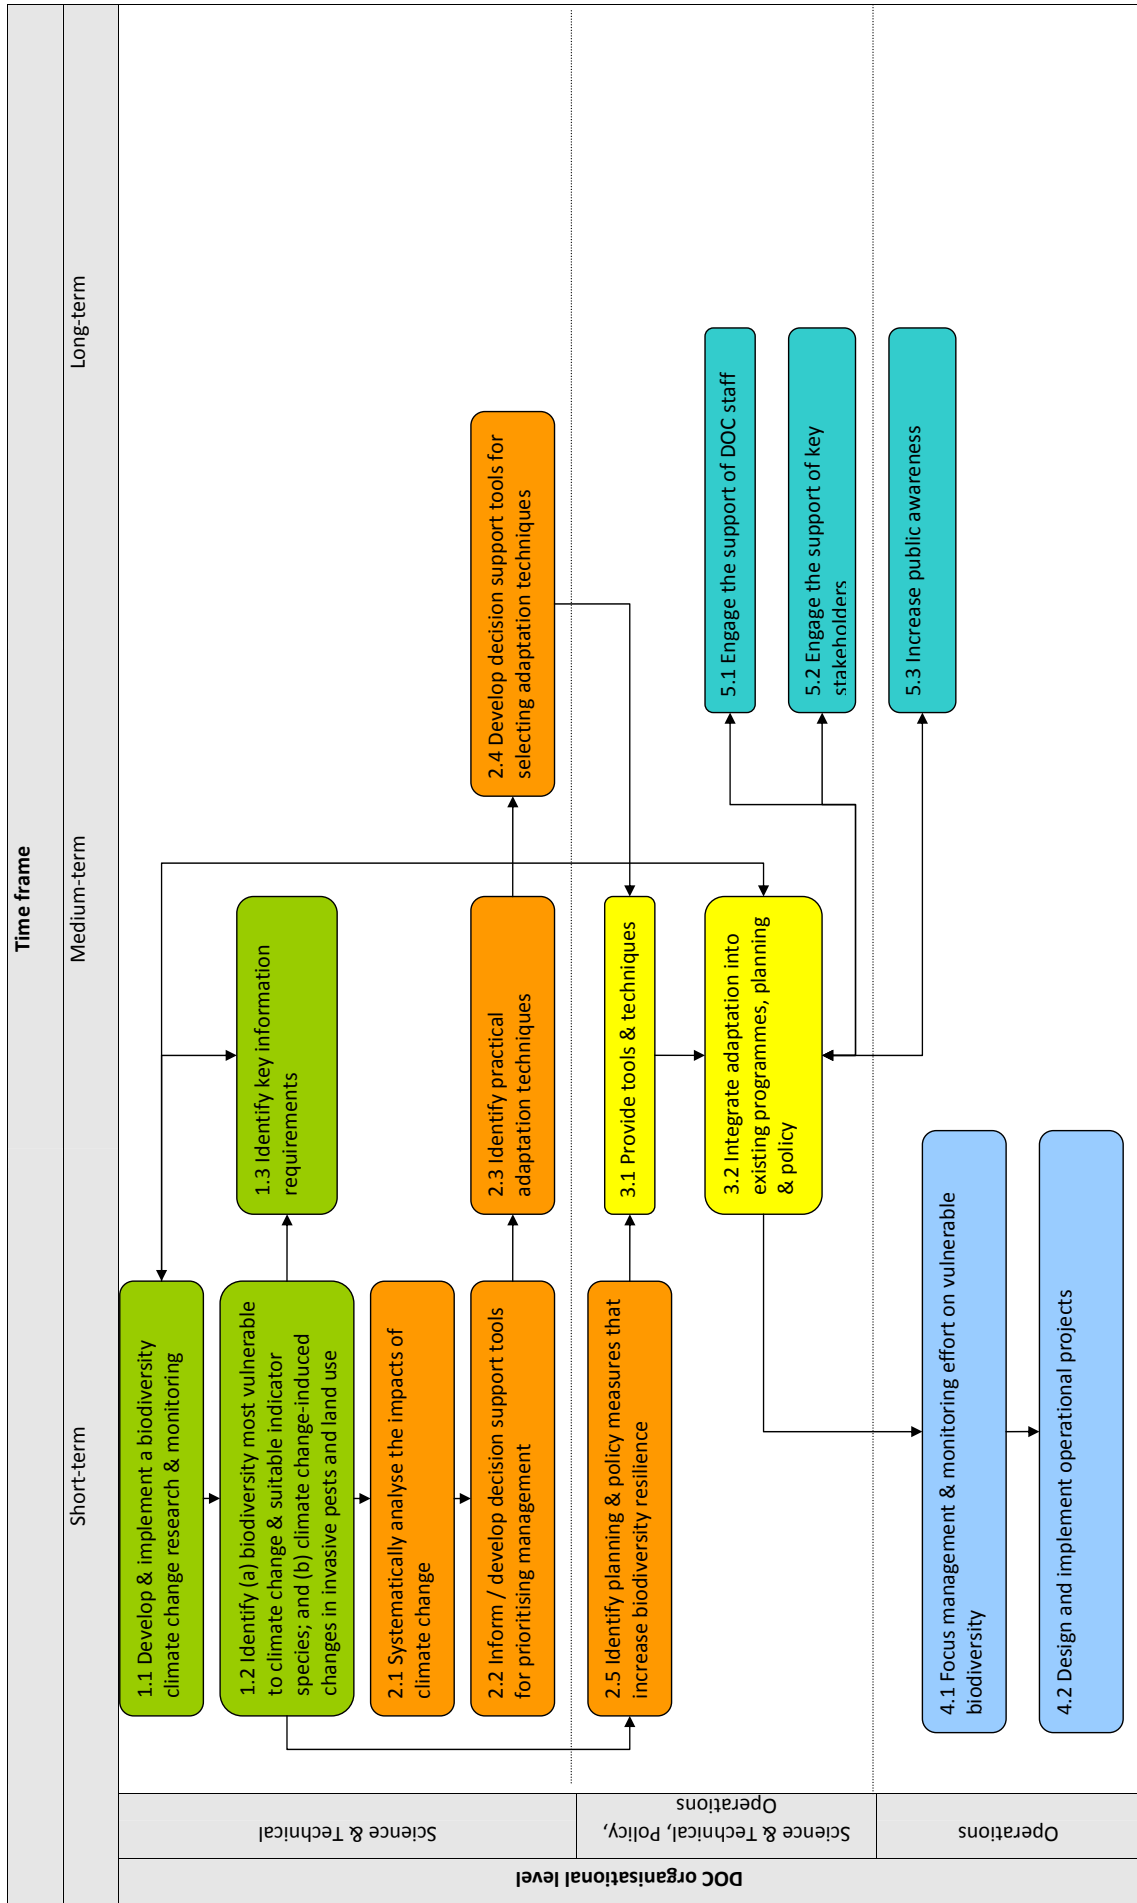 Time frame
Short-term
Medium-term
Long-term
DOC organisational level
Science & Technical
Science & Technical, Policy,
Operations
Operations
1.1 Develop & implement a biodiversity
climate change research & monitoring
1.2 Identify (a) biodiversity most vulnerable
to climate change & suitable indicator
species; and (b) climate change-induced
changes in invasive pests and land use
1.3 Identify key information
requirements
2.1 Systematically analyse the impacts of
climate change
2.2 Inform / develop decision support tools
for prioritising management
2.3 Identify practical
adaptation techniques
2.4 Develop decision support tools for
selecting adaptation techniques
2.5 Identify planning & policy measures that
increase biodiversity resilience
3.1 Provide tools & techniques
3.2 Integrate adaptation into
existing programmes, planning
& policy
5.1 Engage the support of DOC staff
5.2 Engage the support of key
stakeholders
5.3 Increase public awareness
4.1 Focus management & monitoring effort on vulnerable
biodiversity
4.2 Design and implement operational projects